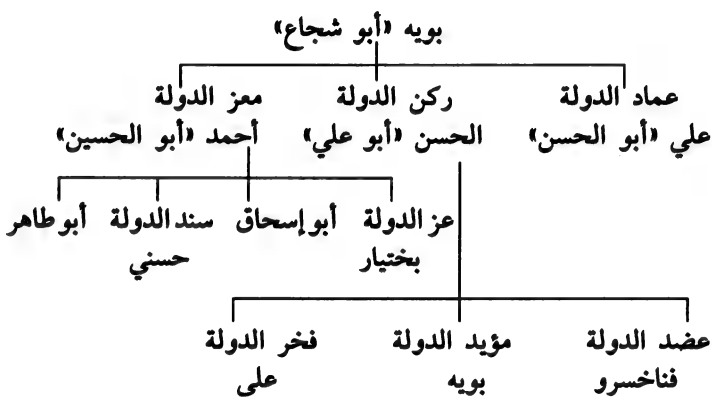 بويه «أبو شجاع»
عماد الدولة ركن الدولة معز الدولة
علي «أبو الحسن» الحسن «أبو علي» أحمد «أبو الحسين»
عز الدولة أبو إسحاق سند الدولة أبو طاهر
بختيار حسني
عضد الدولة مؤيد الدولة فخر الدولة
فناخسرو بويه على